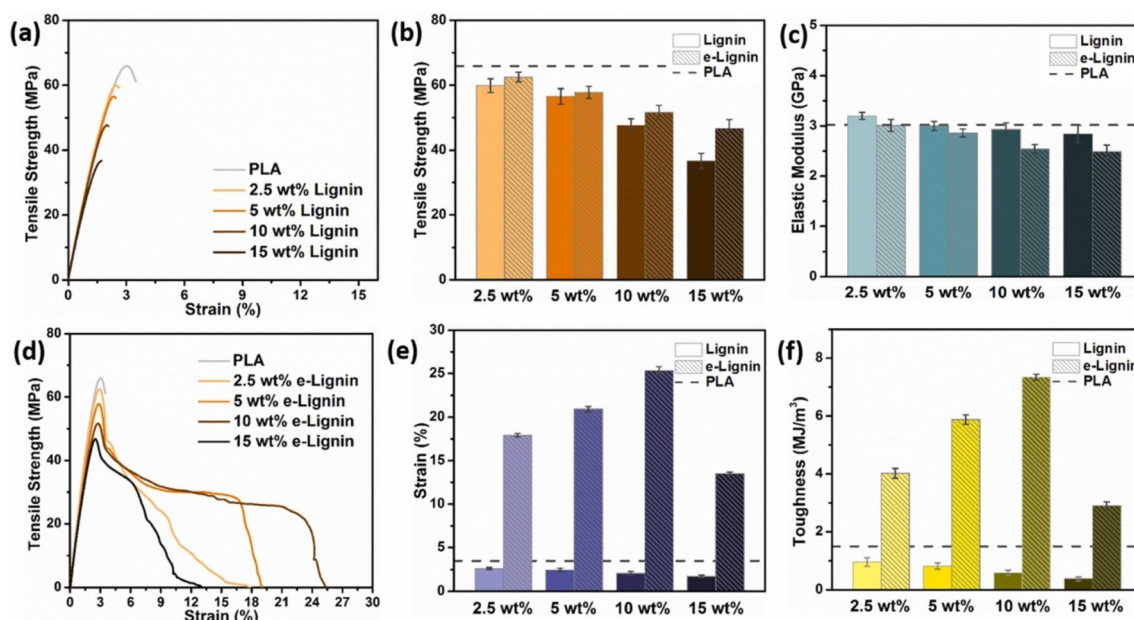 (a)
Tensile Strength (MPa)
80
60
40
20
0
PLA
2.5 wt% Lignin
5 wt% Lignin
10 wt% Lignin
15 wt% Lignin
0 3 6 9 12 15
Strain (%)
(b)
Tensile Strength (MPa)
80
60
40
20
0
Lignin
e-Lignin
PLA
2.5 wt% 5 wt% 10 wt% 15 wt%
(c)
Elastic Modulus (GPa)
5
4
3
2
1
0
Lignin
e-Lignin
PLA
2.5 wt% 5 wt% 10 wt% 15 wt%
(d)
Tensile Strength (MPa)
80
60
40
20
0
PLA
2.5 wt% e-Lignin
5 wt% e-Lignin
10 wt% e-Lignin
15 wt% e-Lignin
0 3 6 9 12 15 18 21 24 27 30
Strain (%)
(e)
Strain (%)
30
25
20
15
10
5
0
Lignin
e-Lignin
PLA
2.5 wt% 5 wt% 10 wt% 15 wt%
(f)
Toughness (MJ/m³)
9
8
6
4
2
1
0
Lignin
e-Lignin
PLA
2.5 wt% 5 wt% 10 wt% 15 wt%